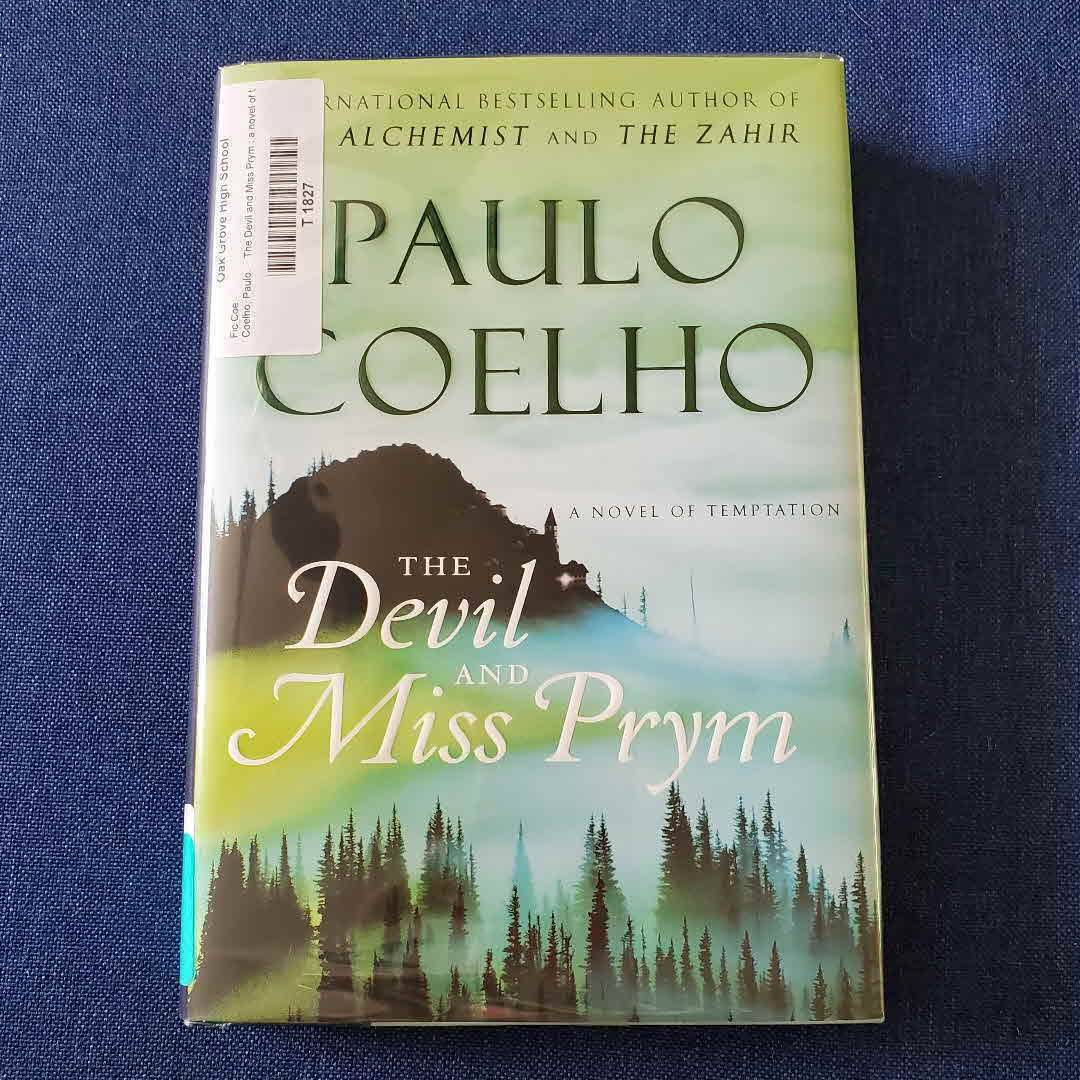 Oak Grove High School
Fic Coe
Coelho, Paulo. The Devil and Miss Prym : a novel of t
T 1827
RNATIONAL BESTSELLING AUTHOR OF
ALCHEMIST AND THE ZAHIR
PAULO
COELHO
A NOVEL OF TEMPTATION
THE
Devil
AND
Miss Prym